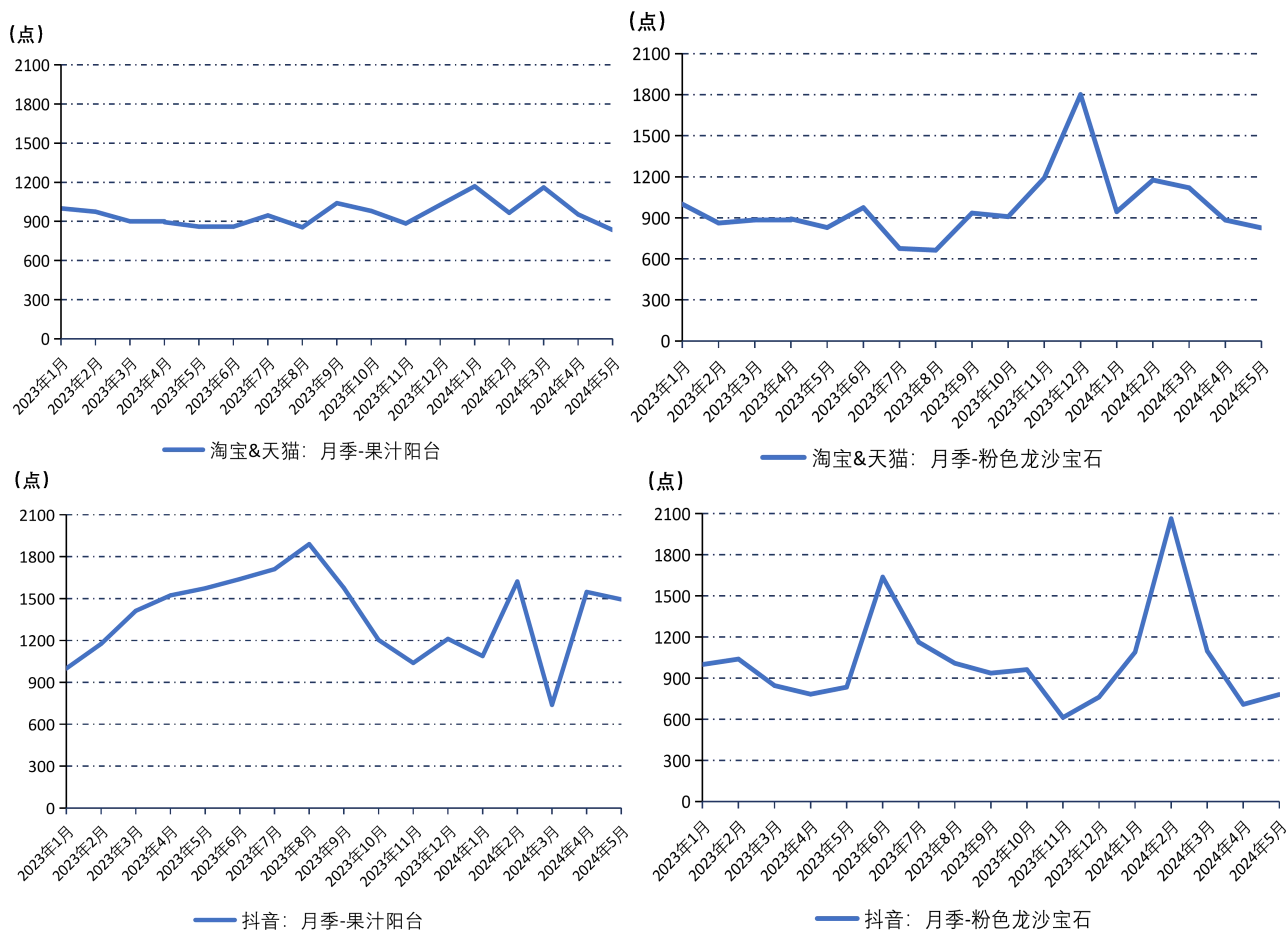 (点)
2100
1800
1500
1200
900
600
300
0
2023年1月
2023年2月
2023年3月
2023年4月
2023年5月
2023年6月
2023年7月
2023年8月
2023年9月
2023年10月
2023年11月
2023年12月
2024年1月
2024年2月
2024年3月
2024年4月
2024年5月
淘宝&天猫：月季-果汁阳台
(点)
2100
1800
1500
1200
900
600
300
0
2023年1月
2023年2月
2023年3月
2023年4月
2023年5月
2023年6月
2023年7月
2023年8月
2023年9月
2023年10月
2023年11月
2023年12月
2024年1月
2024年2月
2024年3月
2024年4月
2024年5月
淘宝&天猫：月季-粉色龙沙宝石
(点)
2100
1800
1500
1200
900
600
300
0
2023年1月
2023年2月
2023年3月
2023年4月
2023年5月
2023年6月
2023年7月
2023年8月
2023年9月
2023年10月
2023年11月
2023年12月
2024年1月
2024年2月
2024年3月
2024年4月
2024年5月
抖音：月季-果汁阳台
(点)
2100
1800
1500
1200
900
600
300
0
2023年1月
2023年2月
2023年3月
2023年4月
2023年5月
2023年6月
2023年7月
2023年8月
2023年9月
2023年10月
2023年11月
2023年12月
2024年1月
2024年2月
2024年3月
2024年4月
2024年5月
抖音：月季-粉色龙沙宝石